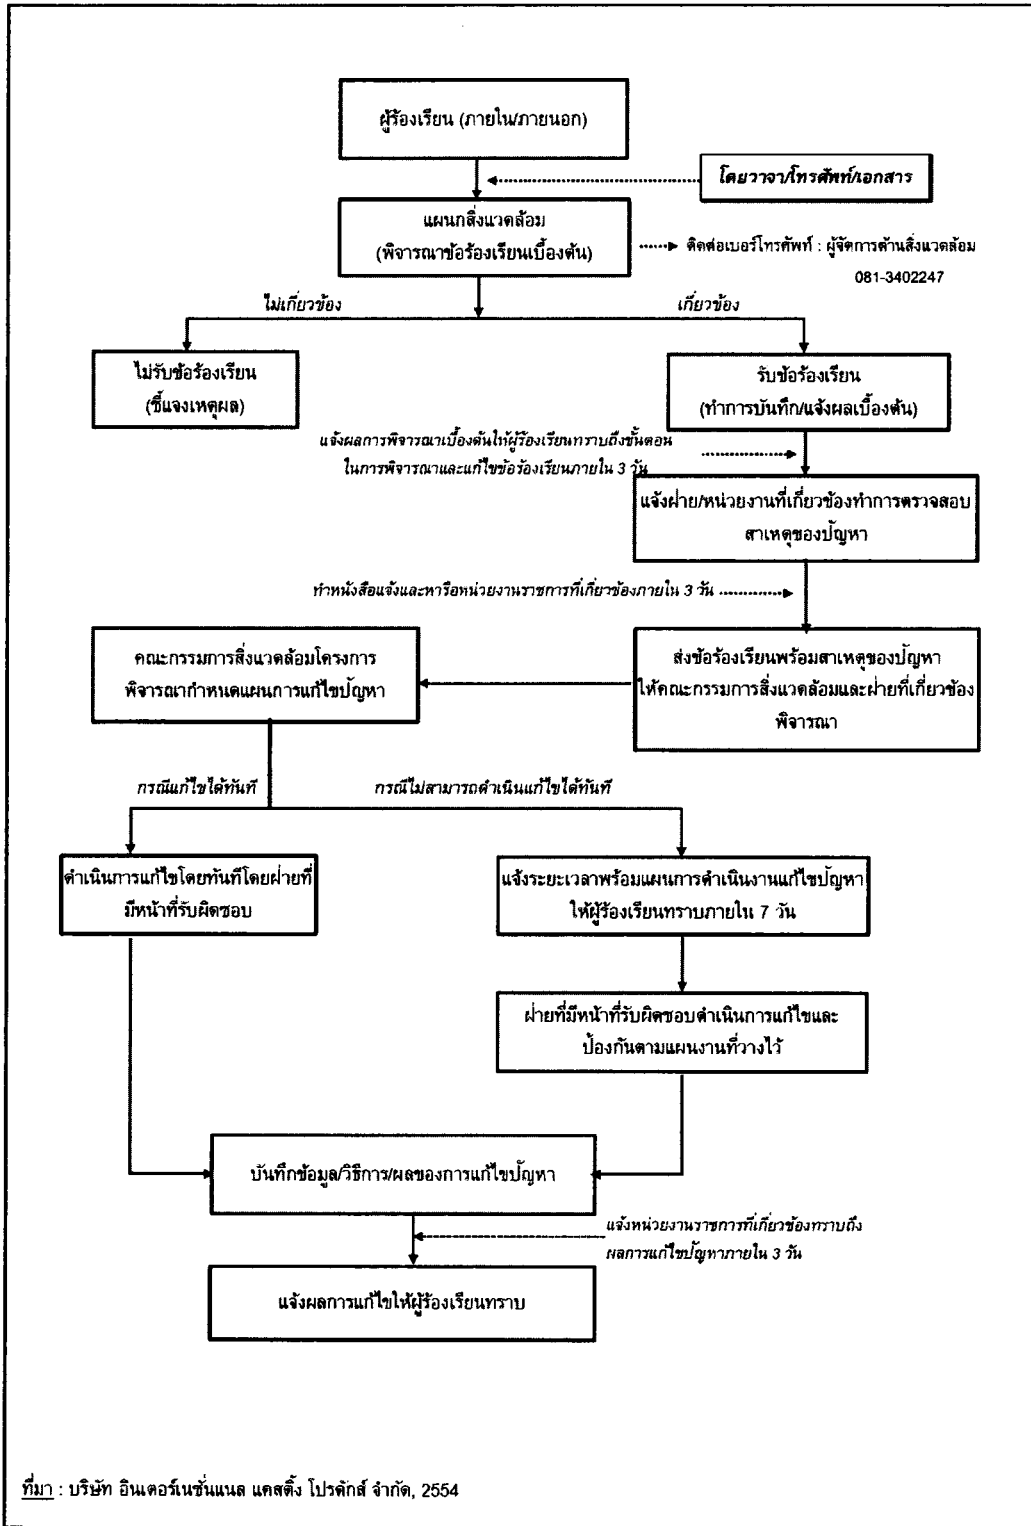 ผู้ร้องเรียน (ภายใน/ภายนอก)
โดยวาจา/โทรศัพท์/เอกสาร
แผนกสิ่งแวดล้อม
(พิจารณาข้อร้องเรียนเบื้องต้น)
ติดต่อเบอร์โทรศัพท์ : ผู้จัดการด้านสิ่งแวดล้อม
081-3402247
ไม่เกี่ยวข้อง
เกี่ยวข้อง
ไม่รับข้อร้องเรียน
(ชี้แจงเหตุผล)
รับข้อร้องเรียน
(ทำการบันทึก/แจ้งผลเบื้องต้น)
แจ้งผลการพิจารณาเบื้องต้นให้ผู้ร้องเรียนทราบถึงขั้นตอน
ในการพิจารณาและแก้ไขข้อร้องเรียนภายใน 3 วัน
แจ้งฝ่าย/หน่วยงานที่เกี่ยวข้องทำการตรวจสอบ
สาเหตุของปัญหา
ทำหนังสือแจ้งและหารือหน่วยงานราชการที่เกี่ยวข้องภายใน 3 วัน
คณะกรรมการสิ่งแวดล้อมโครงการ
พิจารณากำหนดแผนการแก้ไขปัญหา
ส่งข้อร้องเรียนพร้อมสาเหตุของปัญหา
ให้คณะกรรมการสิ่งแวดล้อมและฝ่ายที่เกี่ยวข้อง
พิจารณา
กรณีแก้ไขได้ทันที
กรณีไม่สามารถดำเนินแก้ไขได้ทันที
ดำเนินการแก้ไขโดยทันทีโดยฝ่ายที่
มีหน้าที่รับผิดชอบ
แจ้งระยะเวลาพร้อมแผนการดำเนินงานแก้ไขปัญหา
ให้ผู้ร้องเรียนทราบภายใน 7 วัน
ฝ่ายที่มีหน้าที่รับผิดชอบดำเนินการแก้ไขและ
ป้องกันตามแผนงานที่วางไว้
บันทึกข้อมูล/วิธีการ/ผลของการแก้ไขปัญหา
แจ้งหน่วยงานราชการที่เกี่ยวข้องทราบถึง
ผลการแก้ไขปัญหาภายใน 3 วัน
แจ้งผลการแก้ไขให้ผู้ร้องเรียนทราบ
ที่มา : บริษัท อินเตอร์เนชั่นแนล แคสติ้ง โปรดักส์ จำกัด, 2554